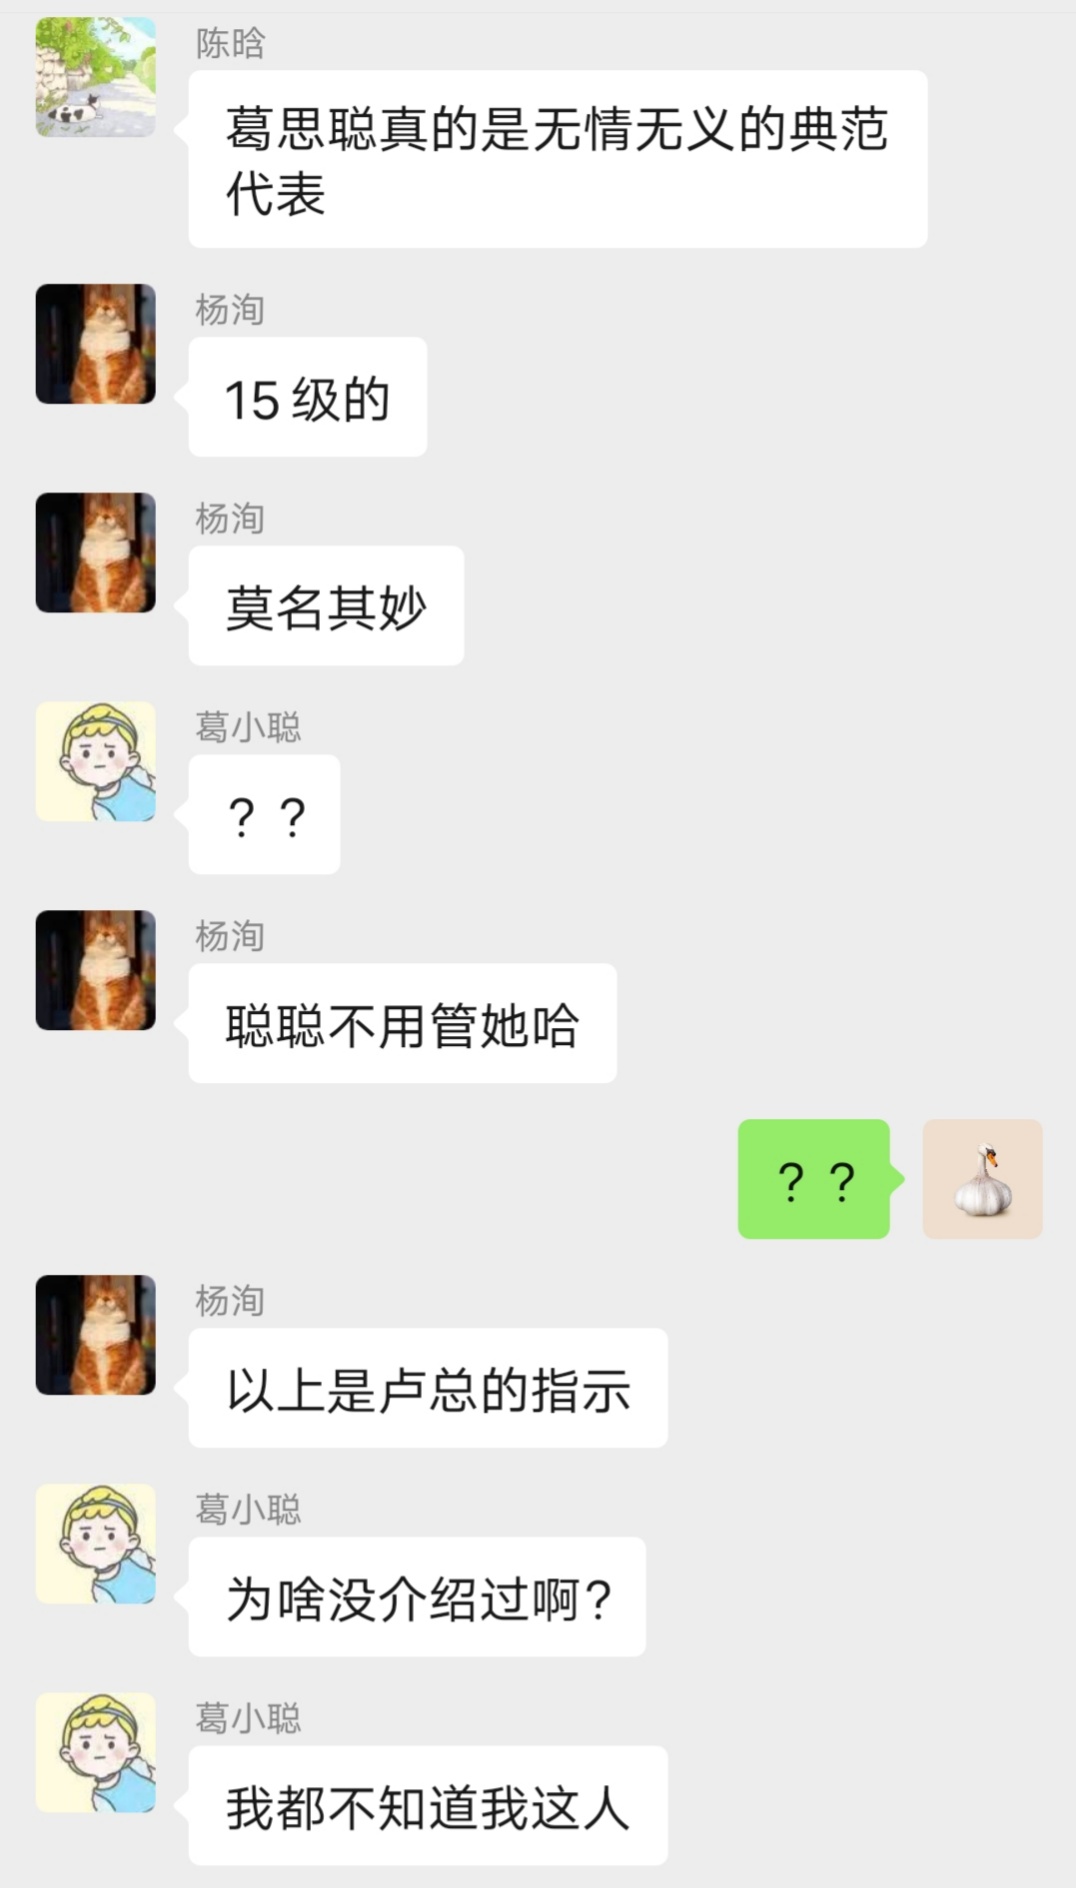 陈晗
葛思聪真的是无情无义的典范
代表
杨洵
15级的
杨洵
莫名其妙
葛小聪
？？
杨洵
聪聪不用管她哈
？？
杨洵
以上是卢总的指示
葛小聪
为啥没介绍过啊？
葛小聪
我都不知道我这人